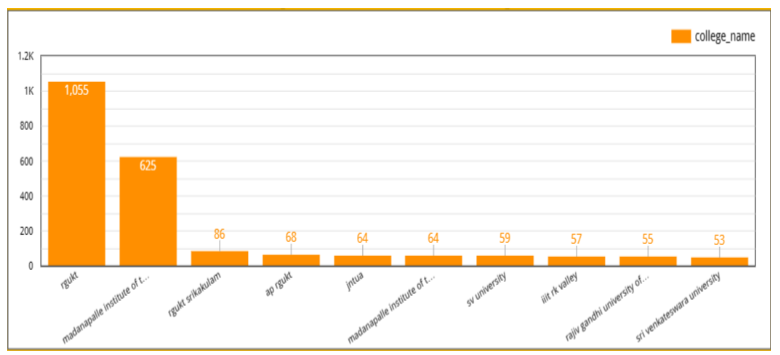 college_name
1.2K
1K
800
600
400
200
0
1,055
625
86
68
64
64
59
57
55
53
rgukt
madanapalle institute of t...
rgukt srikakulam
ap rgukt
jntua
madanapalle institute of t...
sv university
iiit rk valley
rajiv gandhi university of...
sri venkateswara university